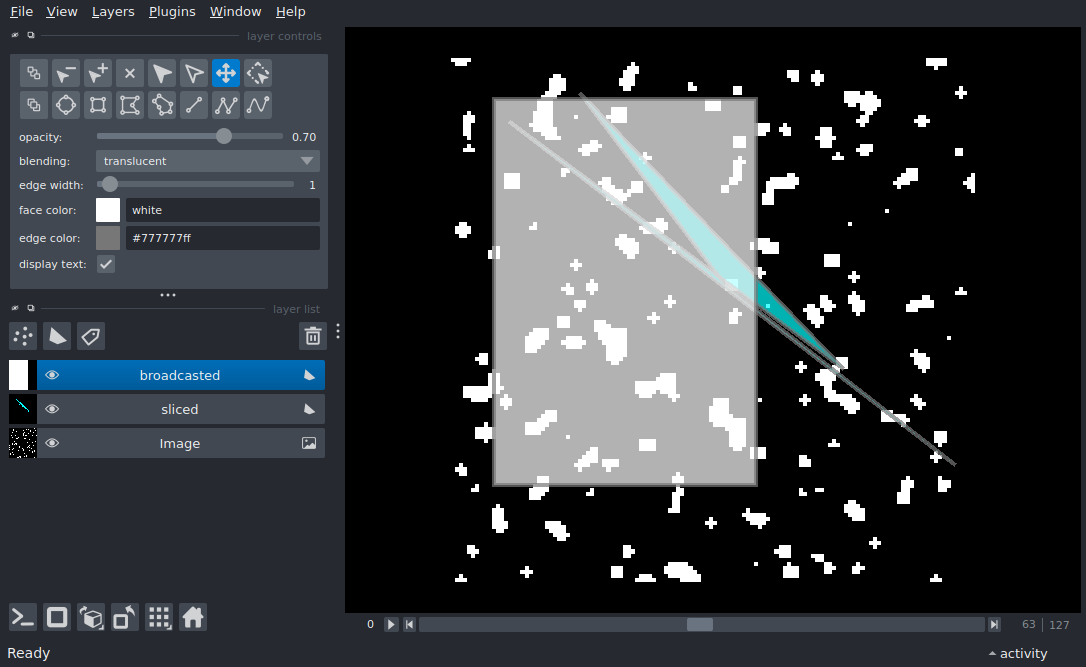 File View Layers Plugins Window Help
layer controls
opacity: 0.70
blending: translucent
edge width: 1
face color: white
edge color: #777777ff
display text:
layer list
broadcasted
sliced
Image
0 63 127
Ready activity